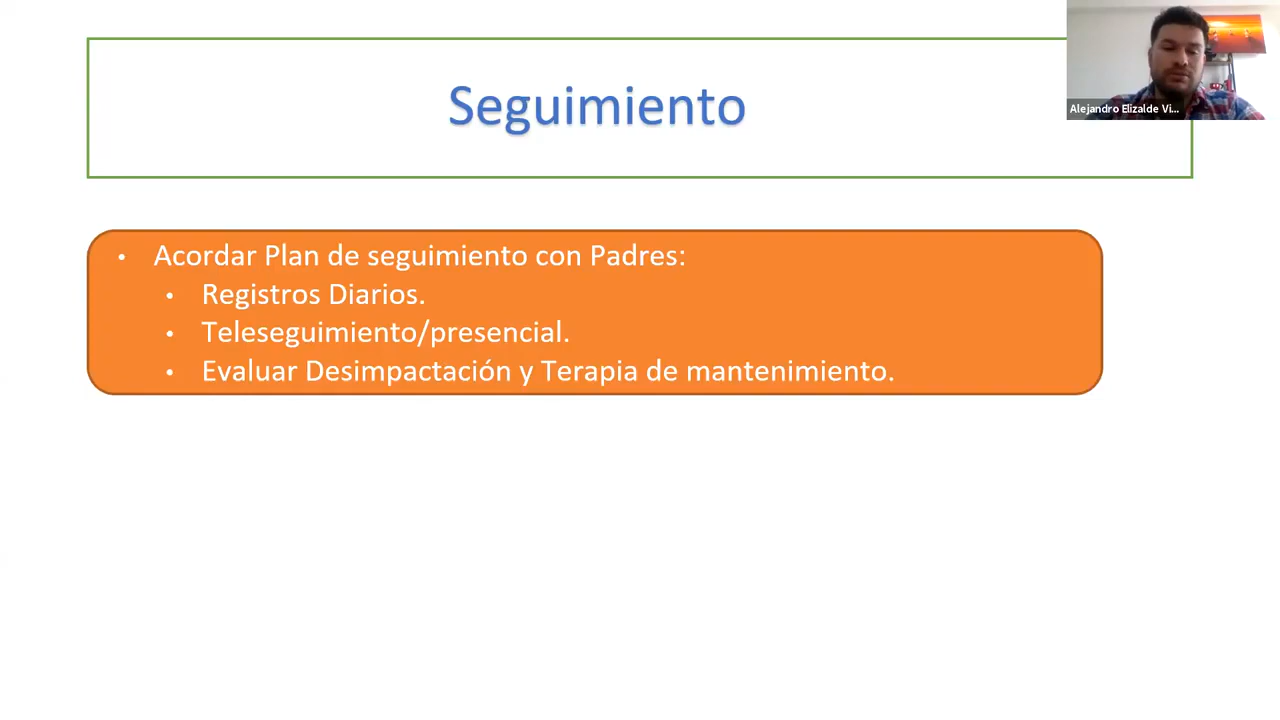 Seguimiento
Alejandro Elizalde Vi...
• Acordar Plan de seguimiento con Padres:
• Registros Diarios.
• Teleseguimiento/presencial.
• Evaluar Desimpactación y Terapia de mantenimiento.